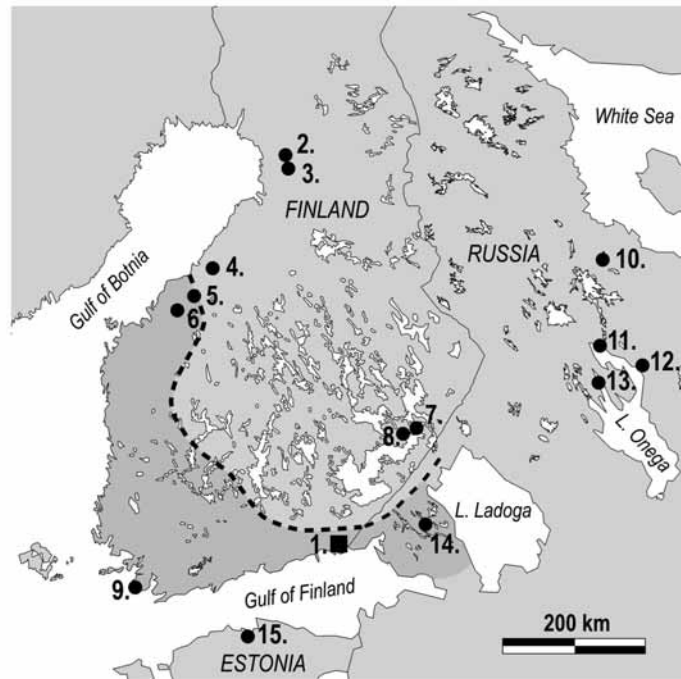 White Sea
2.
3.
FINLAND
RUSSIA
10.
4.
Gulf of Botnia
5.
6.
11.
12.
13.
7.
8.
L. Onega
L. Ladoga
14.
1.
9.
Gulf of Finland
200 km
15.
ESTONIA